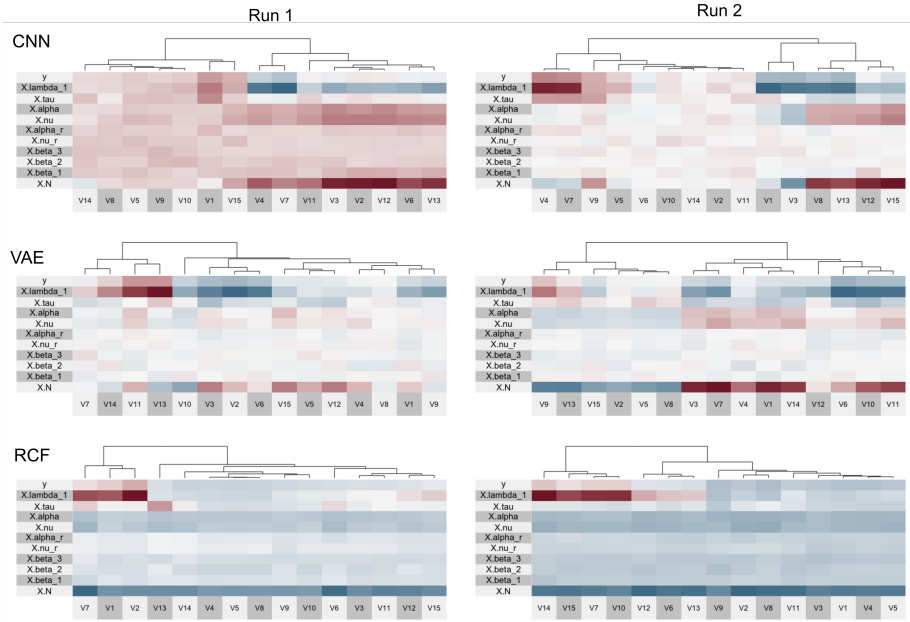 Run 1
Run 2
CNN
y
X.lambda_1
X.tau
X.alpha
X.nu
X.alpha_r
X.nu_r
X.beta_3
X.beta_2
X.beta_1
X.N
V14 V8 V5 V9 V10 V1 V15 V4 V7 V11 V3 V2 V12 V6 V13
y
X.lambda_1
X.tau
X.alpha
X.nu
X.alpha_r
X.nu_r
X.beta_3
X.beta_2
X.beta_1
X.N
V4 V7 V9 V5 V6 V10 V14 V2 V11 V1 V3 V8 V13 V12 V15
VAE
y
X.lambda_1
X.tau
X.alpha
X.nu
X.alpha_r
X.nu_r
X.beta_3
X.beta_2
X.beta_1
X.N
V7 V14 V11 V13 V10 V3 V2 V6 V15 V5 V12 V4 V8 V1 V9
y
X.lambda_1
X.tau
X.alpha
X.nu
X.alpha_r
X.nu_r
X.beta_3
X.beta_2
X.beta_1
X.N
V9 V13 V15 V2 V5 V8 V3 V7 V4 V1 V14 V12 V6 V10 V11
RCF
y
X.lambda_1
X.tau
X.alpha
X.nu
X.alpha_r
X.nu_r
X.beta_3
X.beta_2
X.beta_1
X.N
V7 V1 V2 V13 V14 V4 V5 V8 V9 V10 V6 V3 V11 V12 V15
y
X.lambda_1
X.tau
X.alpha
X.nu
X.alpha_r
X.nu_r
X.beta_3
X.beta_2
X.beta_1
X.N
V14 V15 V7 V10 V12 V6 V13 V9 V2 V8 V11 V3 V1 V4 V5